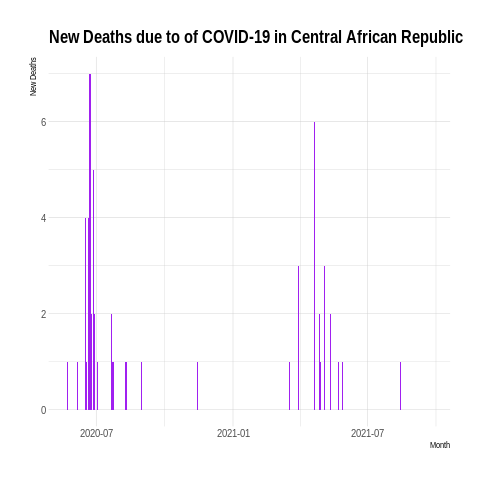 New Deaths due to of COVID-19 in Central African Republic
New Deaths
6
4
2
0
2020-07
2021-01
2021-07
Month